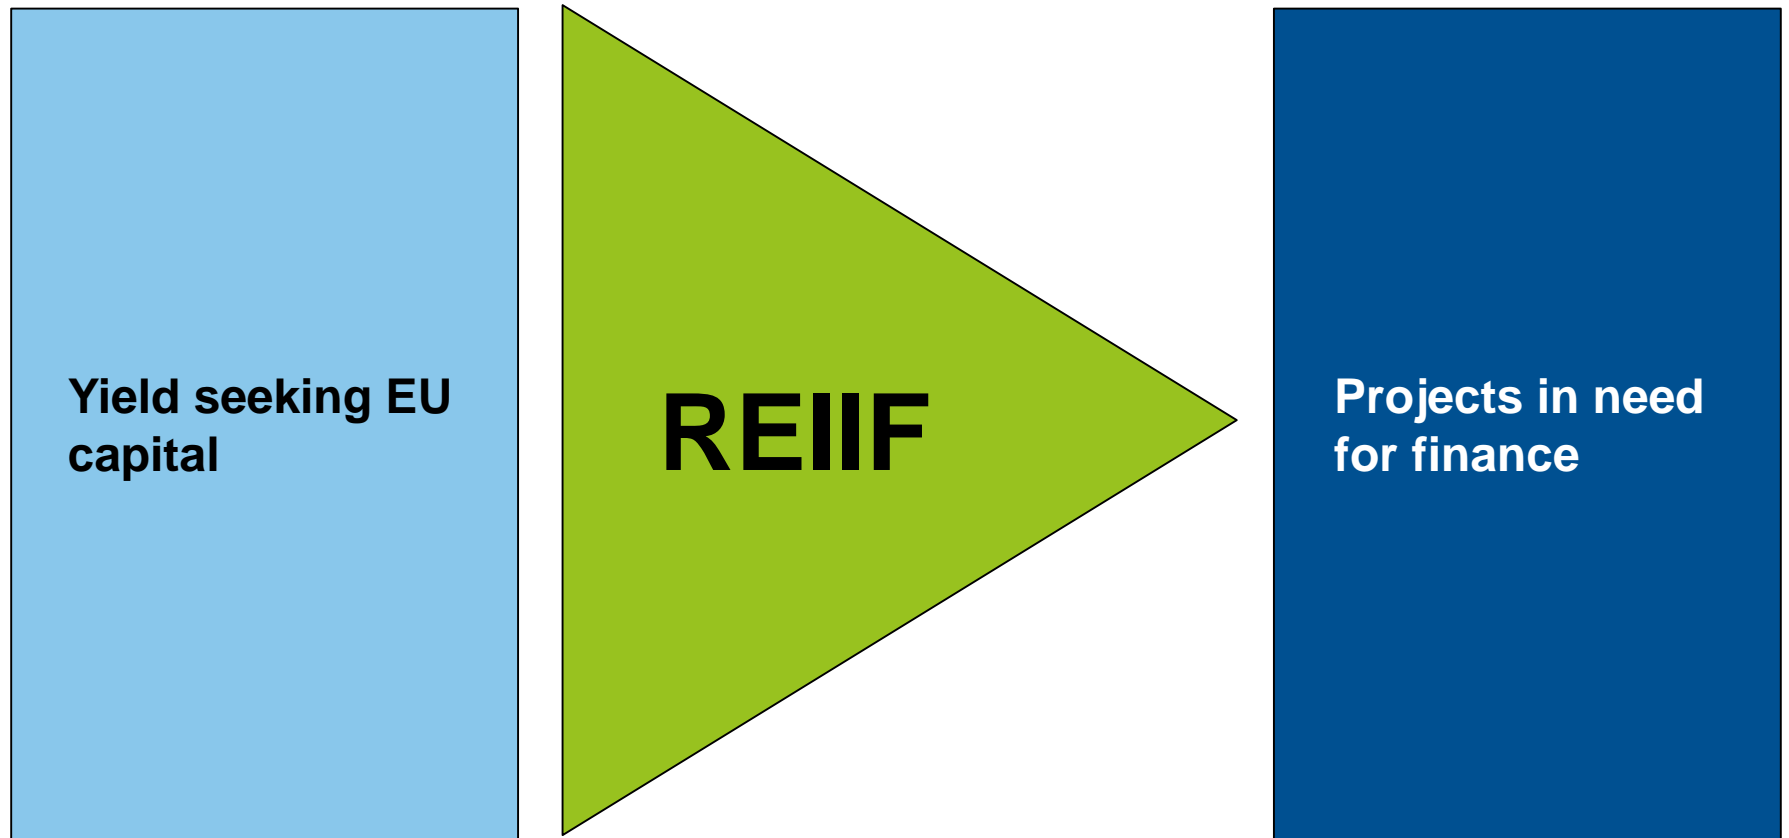 Yield seeking EU
capital
REIIF
Projects in need
for finance